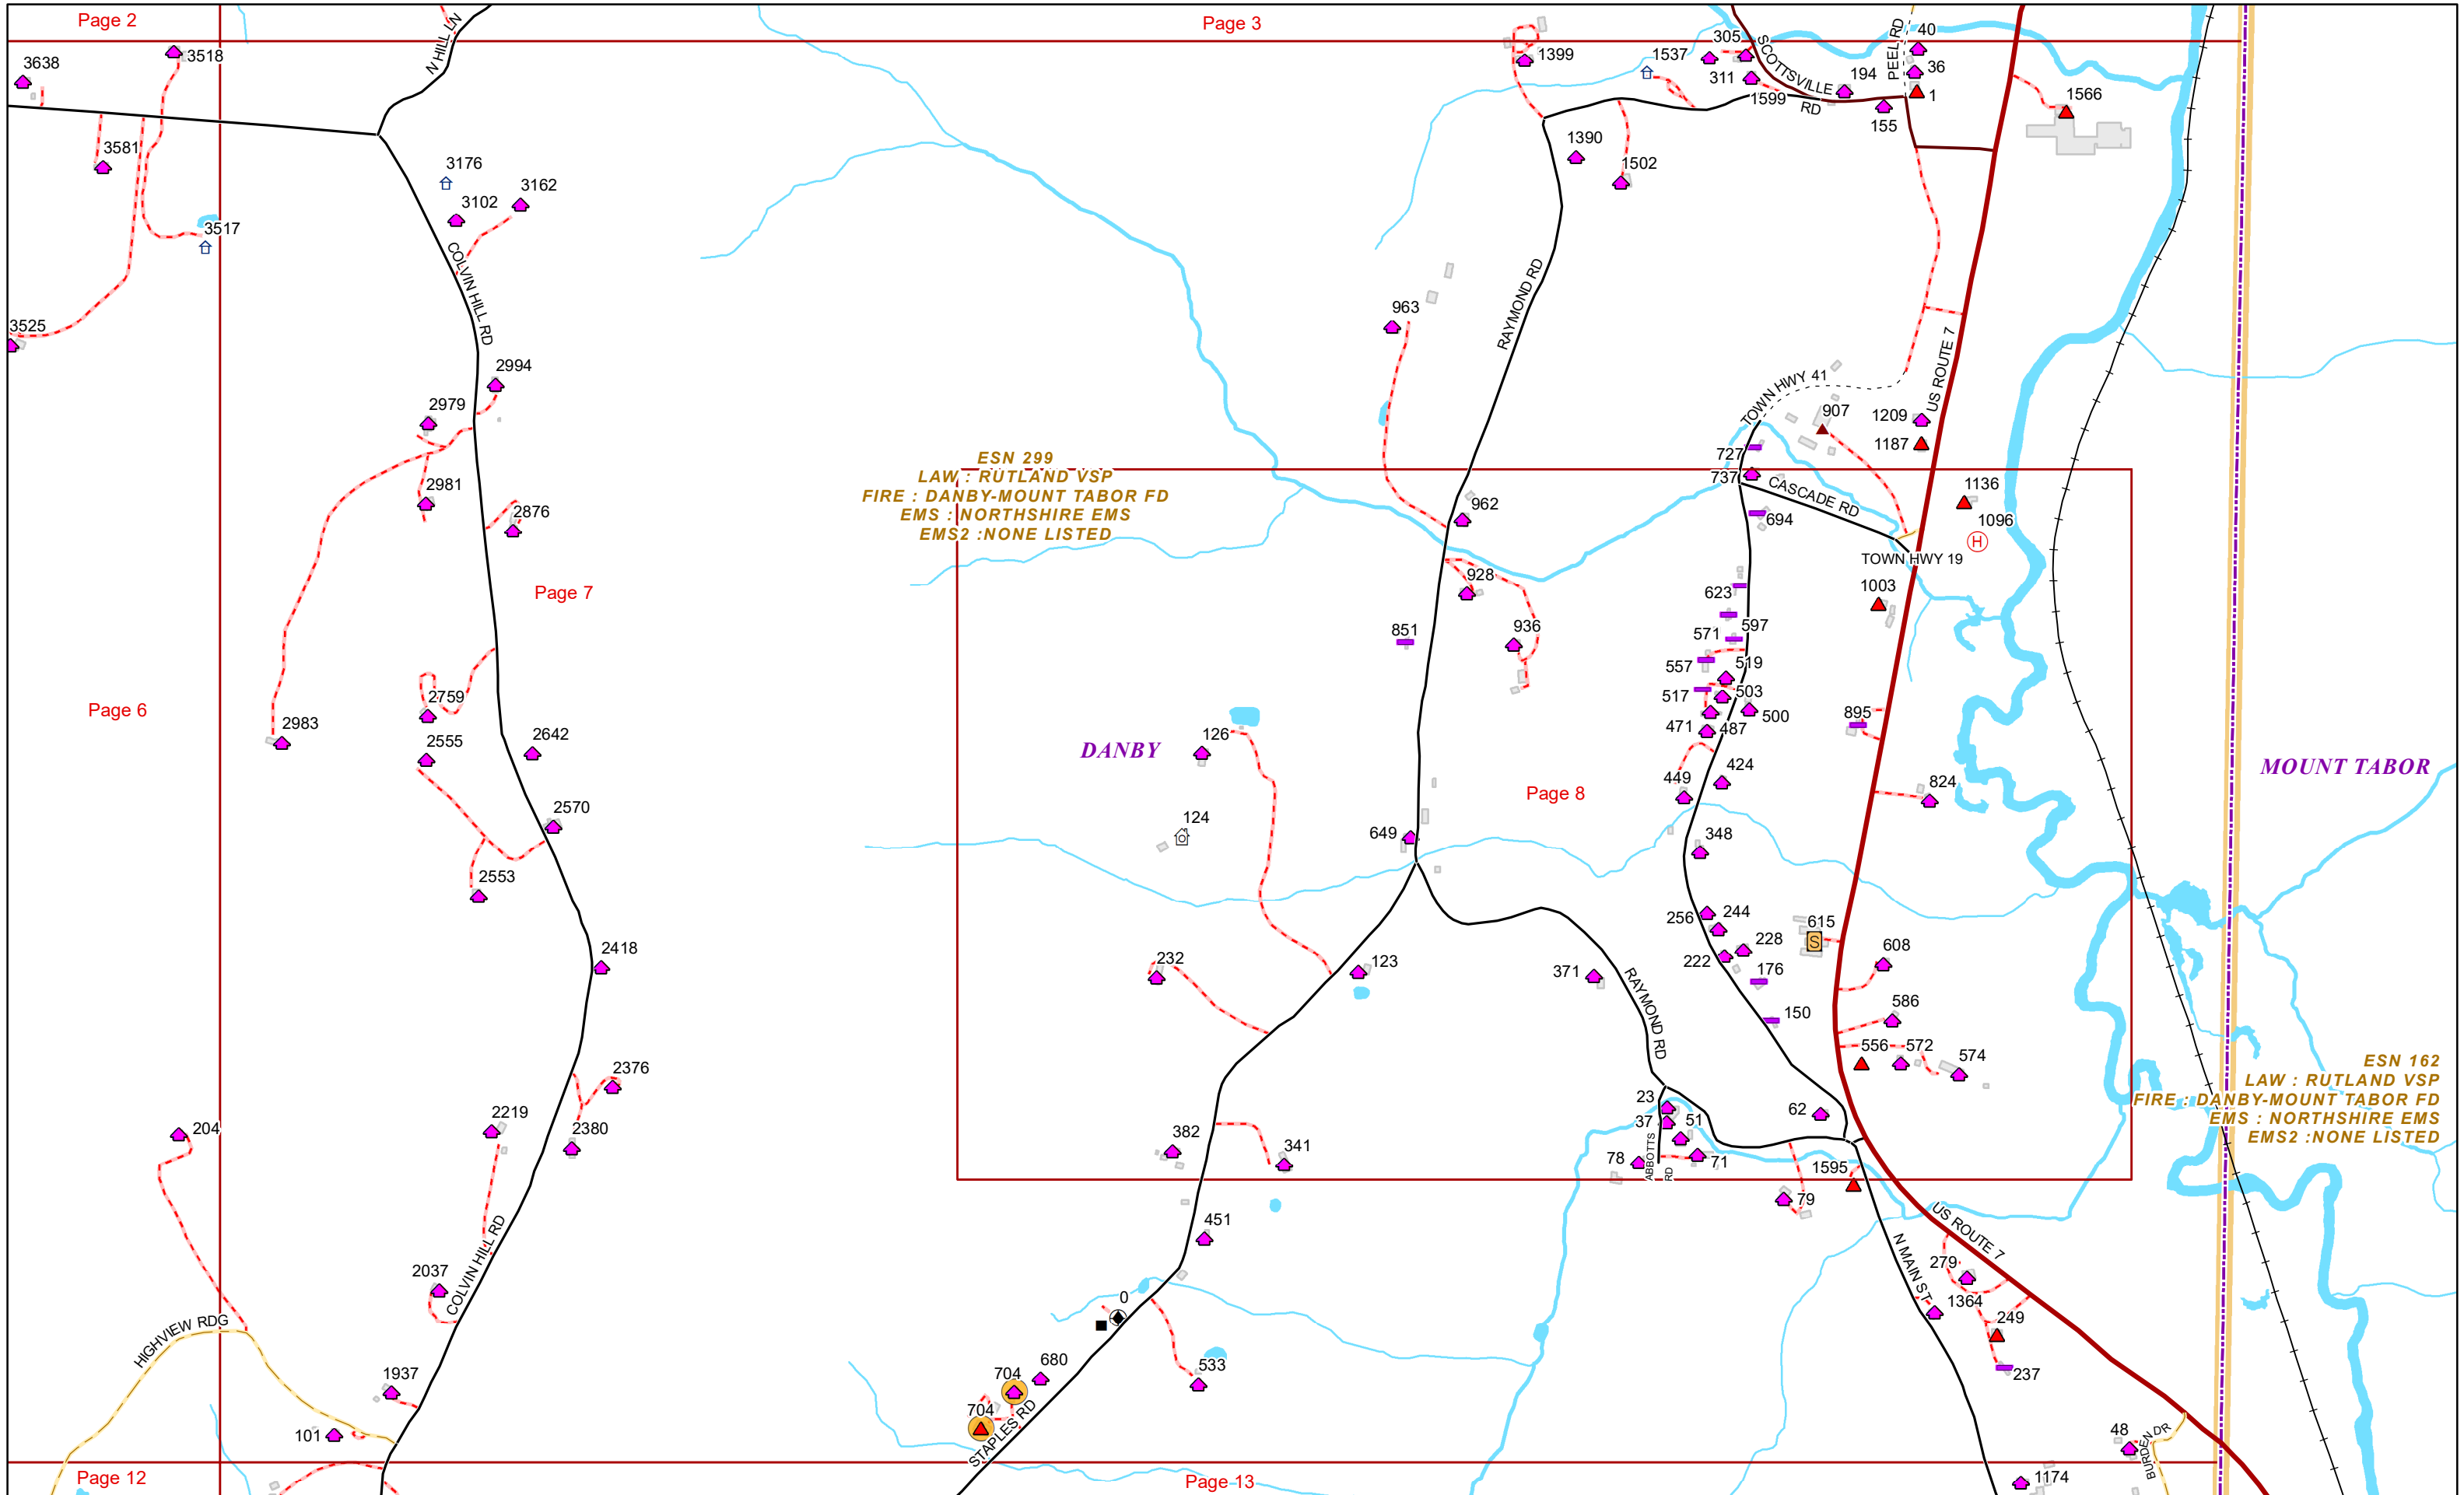 Page 2
Page 3
N HILL LN
3638
3518
1399
1537
305
311
SCOTTSVILLE
RD
1599
194
155
PEEL RD
40
36
1
1566
3581
3517
3176
3102
3162
1390
1502
3525
COLVIN HILL RD
963
RAYMOND RD
US ROUTE 7
TOWN HWY 41
2994
2979
2981
2876
907
1209
1187
727
737
CASCADE RD
694
1136
1096
H
TOWN HWY 19
ESN 299
LAW : RUTLAND VSP
FIRE : DANBY-MOUNT TABOR FD
EMS : NORTHSHIRE EMS
EMS2 :NONE LISTED
962
928
936
851
Page 7
1003
623
597
571
557
519
517
503
500
471
487
895
Page 6
2983
2759
2555
2642
126
DANBY
MOUNT TABOR
449
424
824
Page 8
2570
124
649
348
2553
256
244
228
222
615
S
608
176
2418
232
123
371
RAYMOND RD
150
586
556
572
574
ESN 162
LAW : RUTLAND VSP
FIRE : DANBY-MOUNT TABOR FD
EMS : NORTHSHIRE EMS
EMS2 :NONE LISTED
2376
2380
2219
204
382
341
23
37
51
62
78
71
ABBOTTS
RD
1595
79
451
US ROUTE 7
N MAIN ST
279
1364
249
237
2037
COLVIN HILL RD
HIGHVIEW RDG
0
533
680
704
704
STAPLES RD
1937
101
48
BURDEN DR
1174
Page 12
Page 13